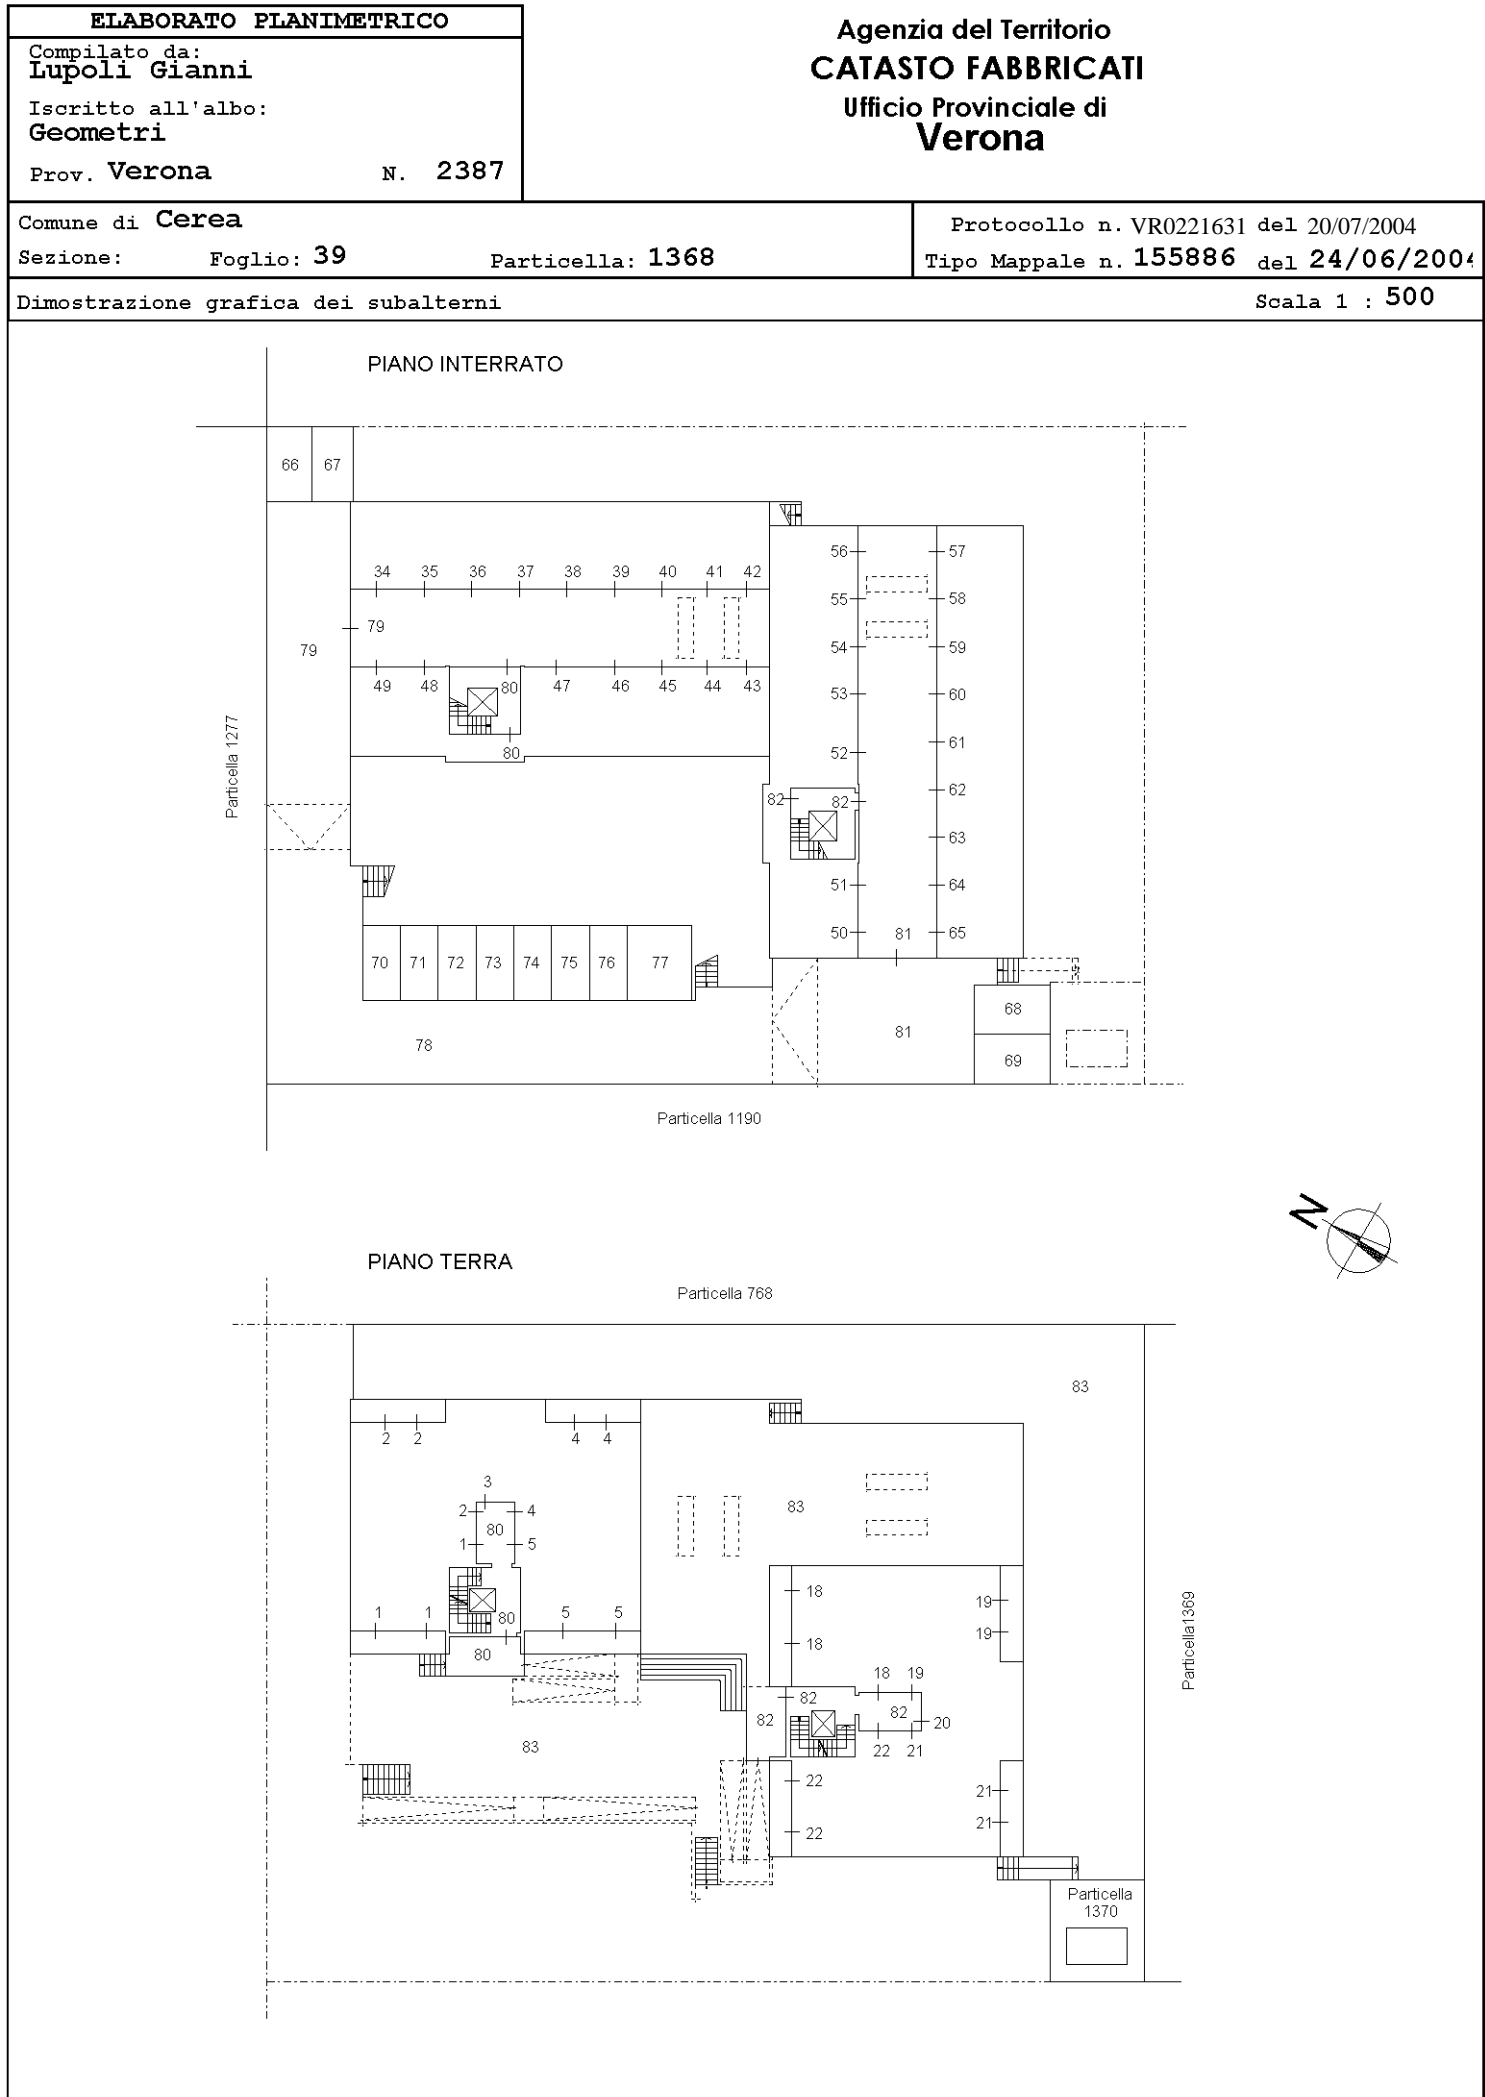 ELABORATO PLANIMETRICO
Compilato da:
Lupoli Gianni
Iscritto all'albo:
Geometri
Prov. Verona N. 2387
Agenzia del Territorio
CATASTO FABBRICATI
Ufficio Provinciale di
Verona
Comune di Cerea
Sezione: Foglio: 39 Particella: 1368
Protocollo n. VR0221631 del 20/07/2004
Tipo Mappale n. 155886 del 24/06/2004
Dimostrazione grafica dei subalterni Scala 1 : 500
PIANO INTERRATO
66 67
56 57
34 35 36 37 38 39 40 41 42
55 58
79
79
54 59
49 48 80 47 46 45 44 43
53 60
80
52 61
Particella 1277
62
82 82
63
51 64
50 81 65
70 71 72 73 74 75 76 77
68
78
81
69
Particella 1190
N
PIANO TERRA
Particella 768
83
2 2 4 4
3
2 4
80
1 5
83
18 19
1 1 80 5 5
18 19
80
Particella1369
18 19
82
82 82 20
83
22 21
22 21
22 21
Particella
1370